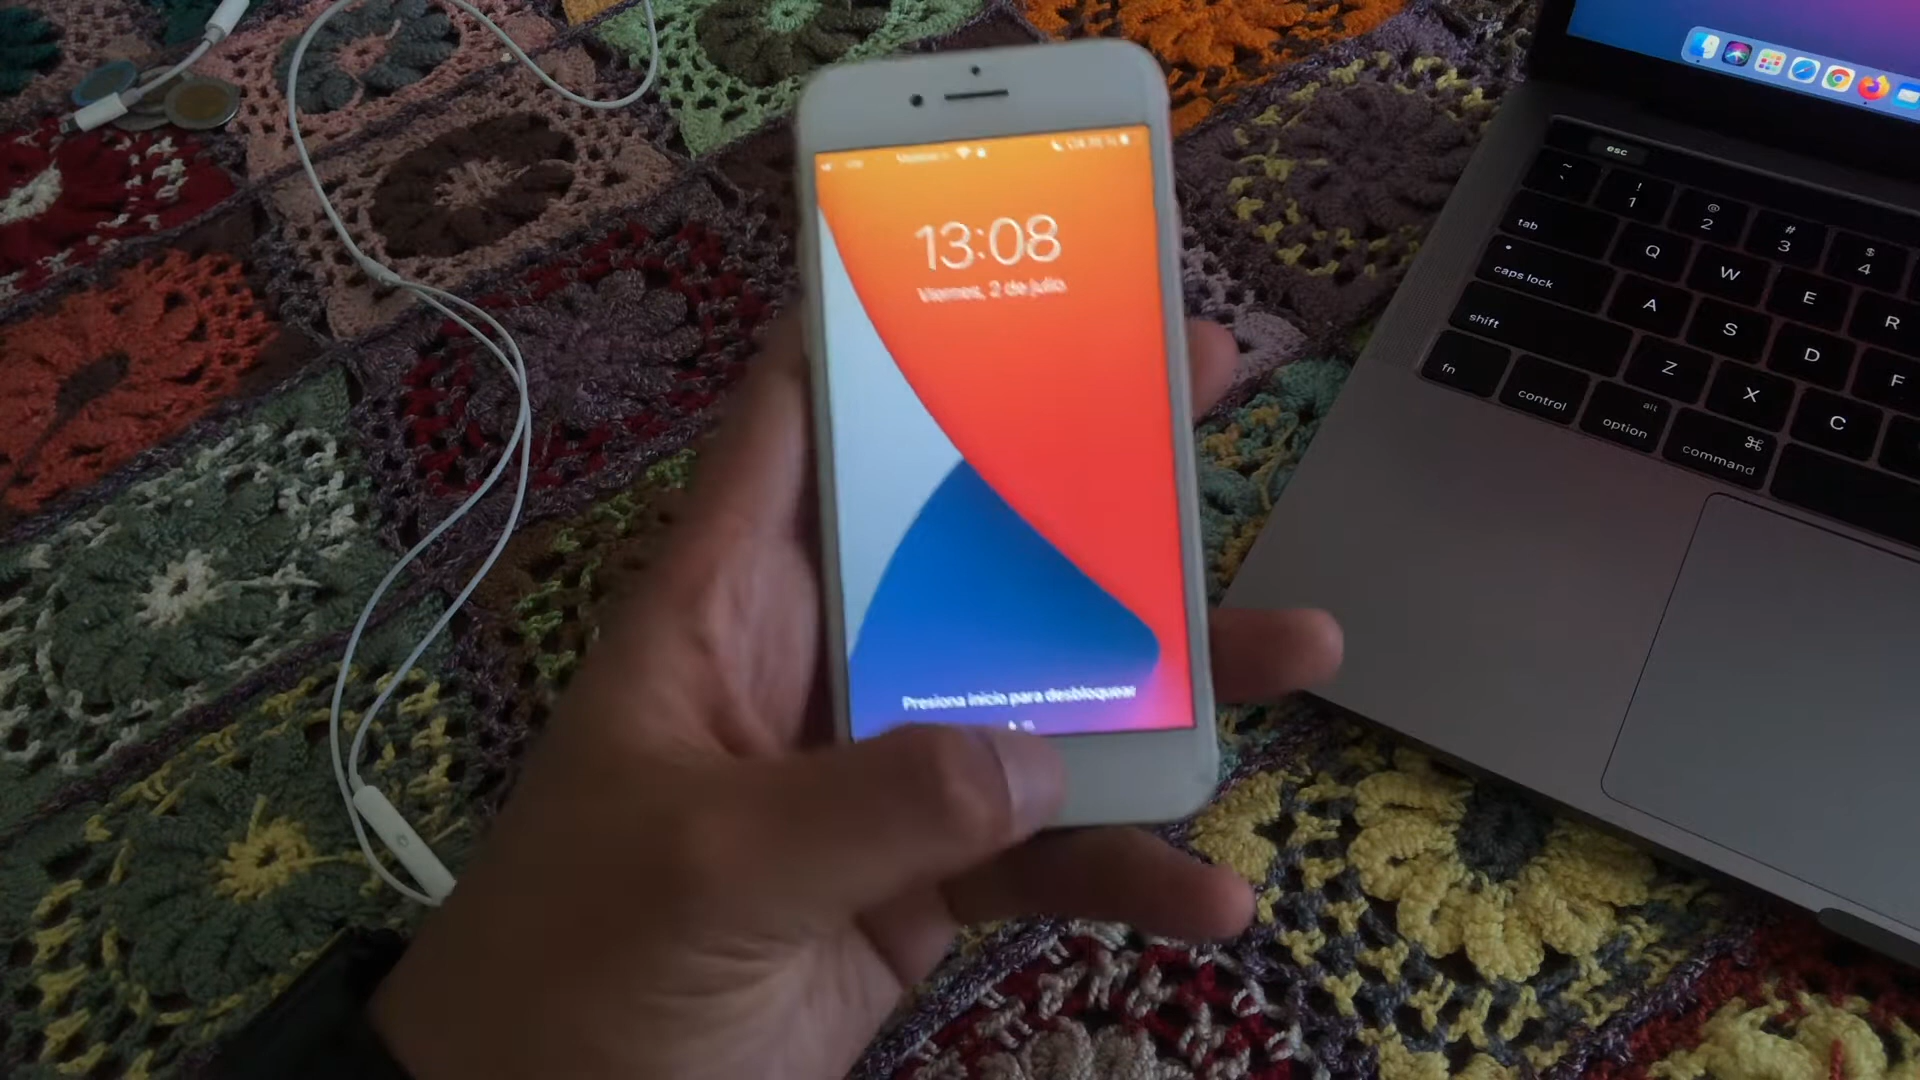 13:08
Viernes, 2 de julio
Presiona inicio para desbloquear
esc
~
`
!
1
@
2
#
3
$
4
tab
Q
W
E
R
caps lock
A
S
D
F
shift
Z
X
C
fn
control
alt
option
⌘
command